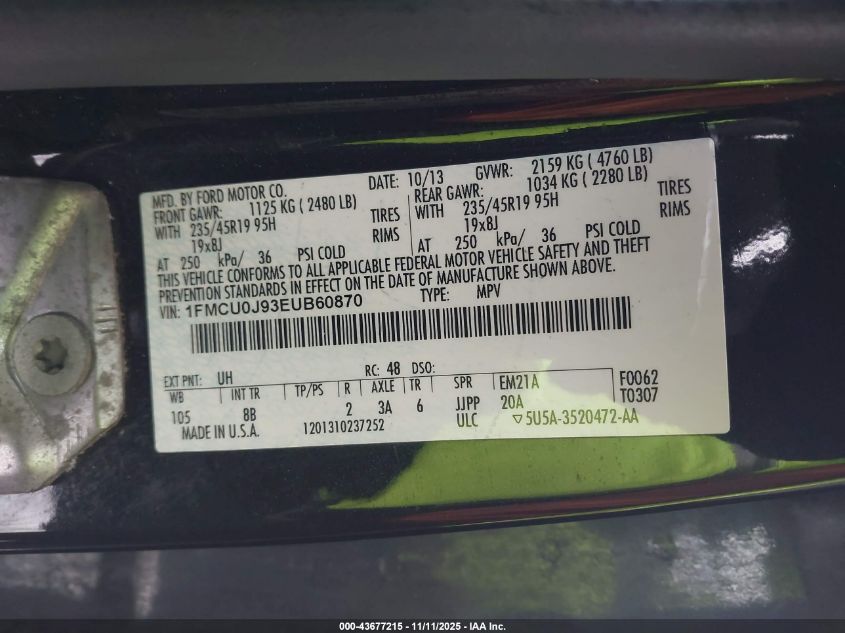 MFD. BY FORD MOTOR CO. DATE: 10/13 GVWR: 2159 KG ( 4760 LB)
FRONT GAWR: 1125 KG ( 2480 LB) REAR GAWR: 1034 KG ( 2280 LB)
WITH 235/45R19 95H TIRES WITH 235/45R19 95H TIRES
19x8J RIMS 19x8J RIMS
AT 250 kPa/ 36 PSI COLD AT 250 kPa/ 36 PSI COLD
THIS VEHICLE CONFORMS TO ALL APPLICABLE FEDERAL MOTOR VEHICLE SAFETY AND THEFT
PREVENTION STANDARDS IN EFFECT ON THE DATE OF MANUFACTURE SHOWN ABOVE.
VIN: 1FMCU0J93EUB60870 TYPE: MPV
EXT PNT: UH RC: 48 DSO:
WB INT TR TP/PS R AXLE TR SPR EM21A F0062
105 8B 2 3A 6 JJPP 20A T0307
MADE IN U.S.A. 1201310237252 ULC ▽5U5A-3520472-AA
000-43677215 - 11/11/2025 - IAA Inc.